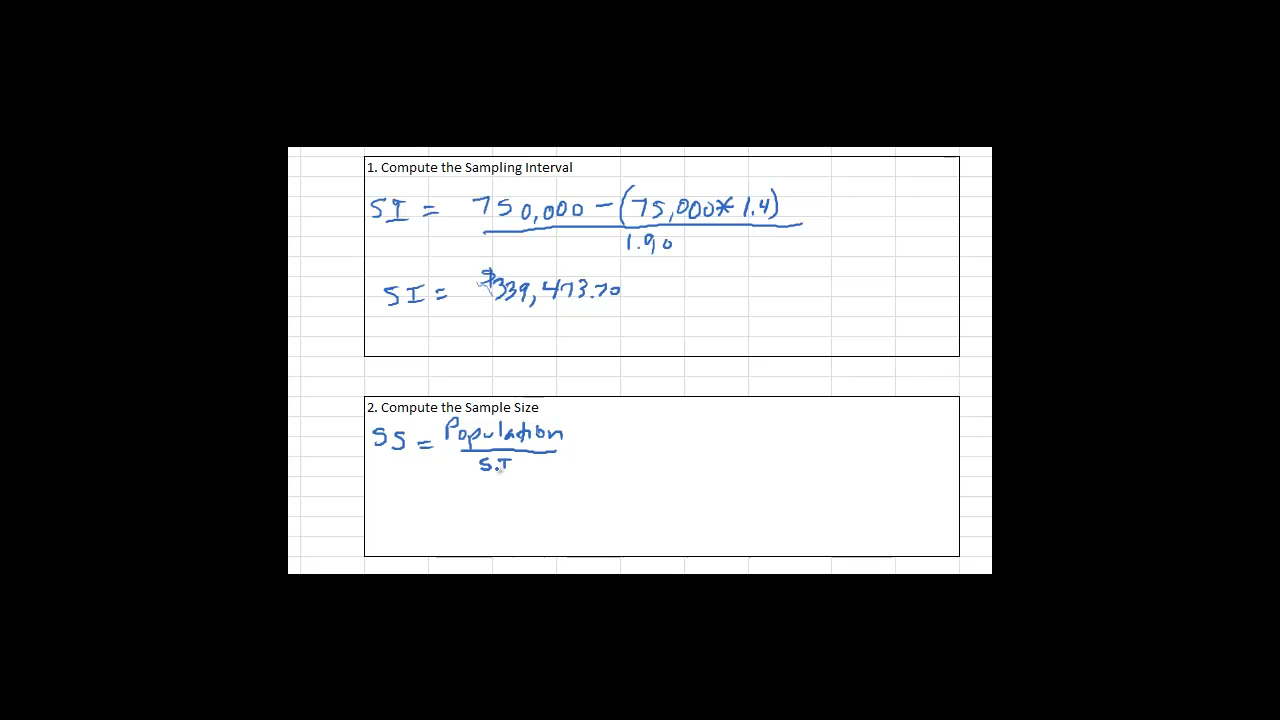 1. Compute the Sampling Interval
SI = 750,000 - (75,000 * 1.4)
1.90
SI = $339,473.70
2. Compute the Sample Size
SS = Population
S.I